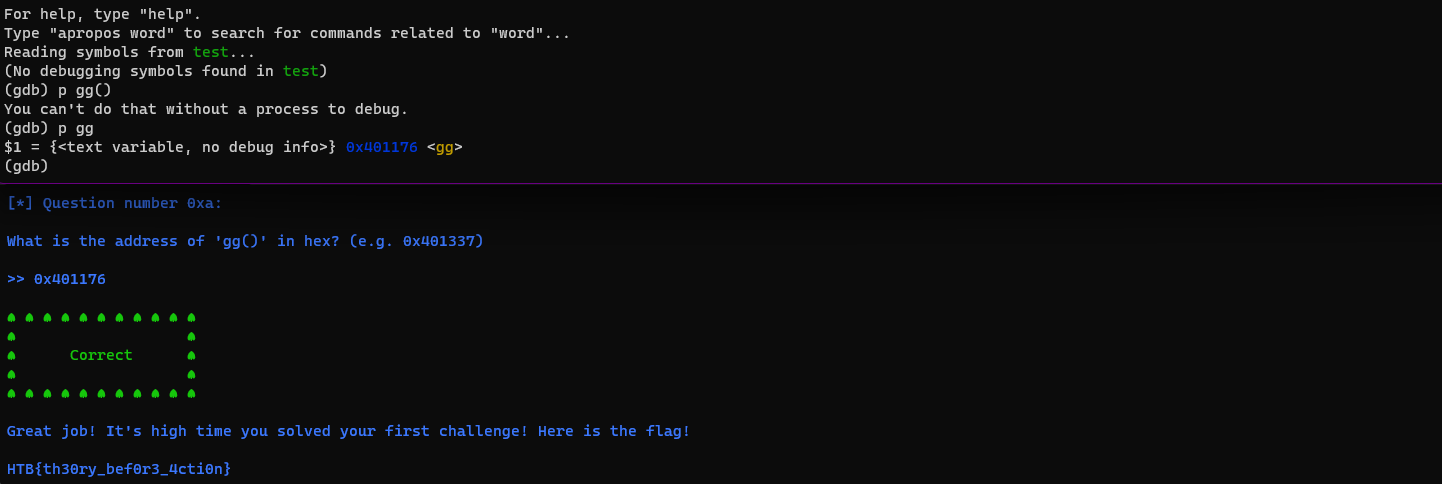 For help, type "help".
Type "apropos word" to search for commands related to "word"...
Reading symbols from test...
(No debugging symbols found in test)
(gdb) p gg()
You can't do that without a process to debug.
(gdb) p gg
$1 = {<text variable, no debug info>} 0x401176 <gg>
(gdb)
[*] Question number 0xa:
What is the address of 'gg()' in hex? (e.g. 0x401337)
>> 0x401176
♠ ♠ ♠ ♠ ♠ ♠ ♠ ♠ ♠ ♠ ♠
♠                   ♠
♠      Correct      ♠
♠                   ♠
♠ ♠ ♠ ♠ ♠ ♠ ♠ ♠ ♠ ♠ ♠
Great job! It's high time you solved your first challenge! Here is the flag!
HTB{th30ry_bef0r3_4cti0n}